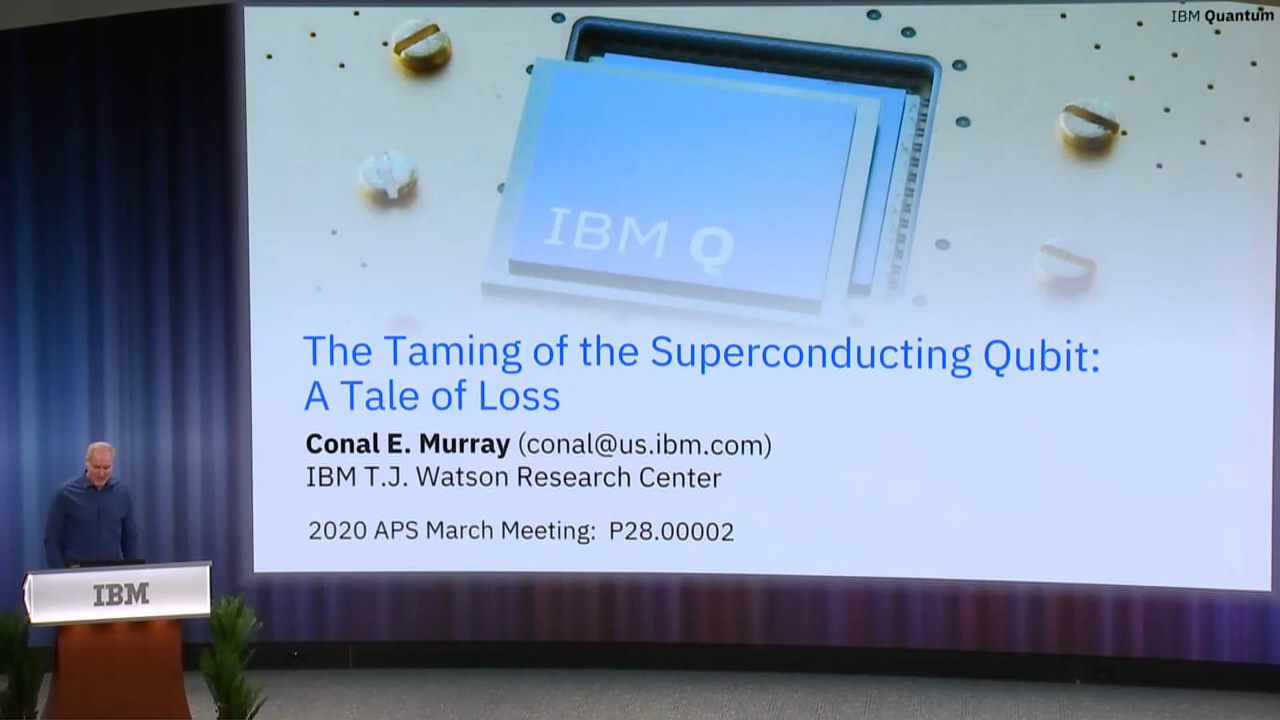 IBM Quantum
IBM Q
The Taming of the Superconducting Qubit:
A Tale of Loss
Conal E. Murray (conal@us.ibm.com)
IBM T.J. Watson Research Center
2020 APS March Meeting: P28.00002
IBM